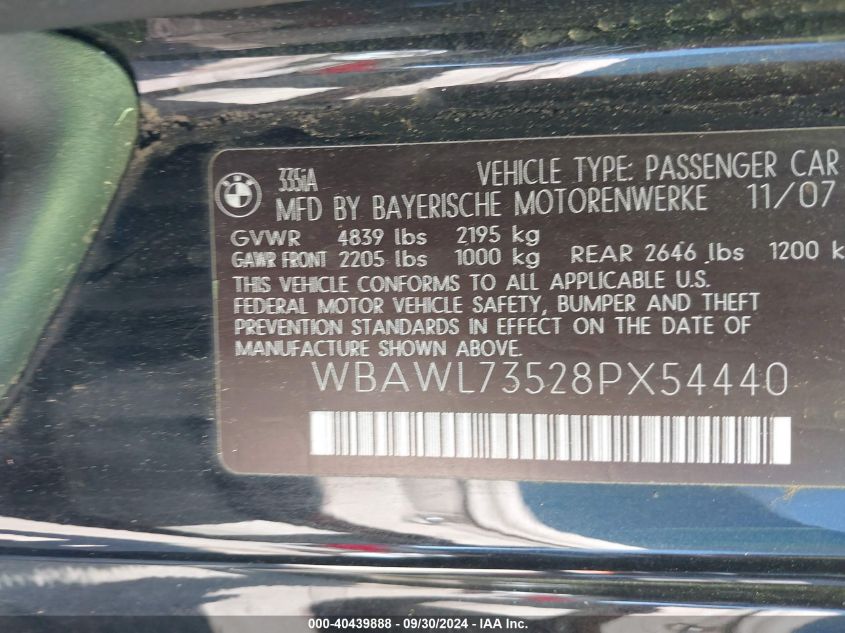 BMW
335iA
VEHICLE TYPE: PASSENGER CAR
MFD BY BAYERISCHE MOTORENWERKE 11/07
GVWR 4839 lbs 2195 kg
GAWR FRONT 2205 lbs 1000 kg REAR 2646 lbs 1200 k
THIS VEHICLE CONFORMS TO ALL APPLICABLE U.S.
FEDERAL MOTOR VEHICLE SAFETY, BUMPER AND THEFT
PREVENTION STANDARDS IN EFFECT ON THE DATE OF
MANUFACTURE SHOWN ABOVE.
WBAWL73528PX54440
000-40439888 - 09/30/2024 - 1346